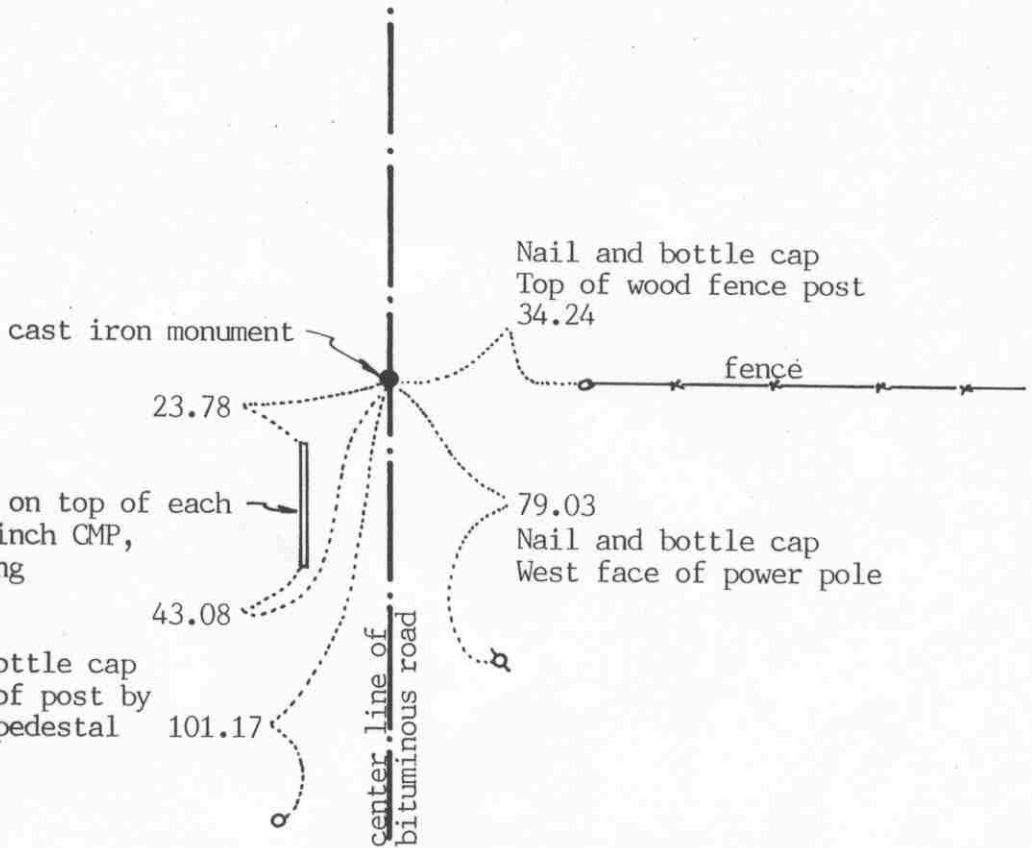 Nail and bottle cap
Top of wood fence post
34.24
cast iron monument
fence
23.78
on top of each
inch CMP,
79.03
Nail and bottle cap
West face of power pole
43.08
ottle cap
of post by
pedestal
101.17
center line of
bituminous road